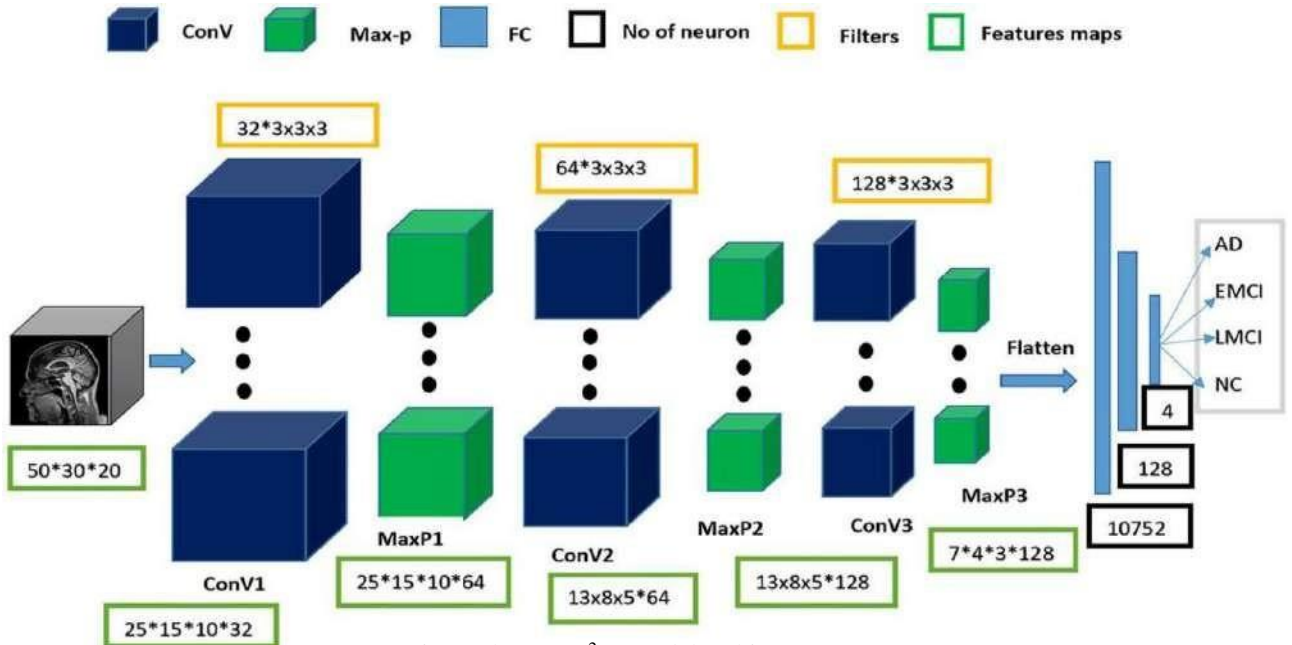 ConV Max-p FC No of neuron Filters Features maps
32*3x3x3
64*3x3x3
128*3x3x3
AD
EMCI
LMCI
NC
Flatten
4
50*30*20
128
MaxP3
MaxP1
MaxP2
ConV3
10752
ConV2
7*4*3*128
ConV1
25*15*10*64
13x8x5*64
13x8x5*128
25*15*10*32